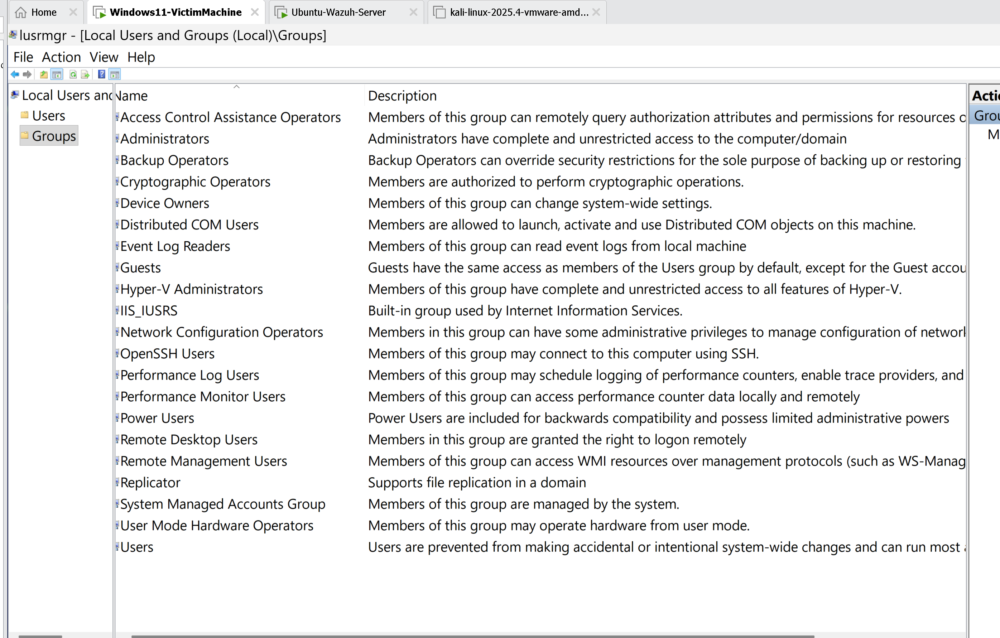 Home
Windows11-VictimMachine
Ubuntu-Wazuh-Server
kali-linux-2025.4-vmware-amd...
lusrmgr - [Local Users and Groups (Local)\Groups]
File Action View Help
Local Users and
Users
Groups
Name Description
Access Control Assistance Operators Members of this group can remotely query authorization attributes and permissions for resources o
Administrators Administrators have complete and unrestricted access to the computer/domain
Backup Operators Backup Operators can override security restrictions for the sole purpose of backing up or restoring
Cryptographic Operators Members are authorized to perform cryptographic operations.
Device Owners Members of this group can change system-wide settings.
Distributed COM Users Members are allowed to launch, activate and use Distributed COM objects on this machine.
Event Log Readers Members of this group can read event logs from local machine
Guests Guests have the same access as members of the Users group by default, except for the Guest accou
Hyper-V Administrators Members of this group have complete and unrestricted access to all features of Hyper-V.
IIS_IUSRS Built-in group used by Internet Information Services.
Network Configuration Operators Members in this group can have some administrative privileges to manage configuration of network
OpenSSH Users Members of this group may connect to this computer using SSH.
Performance Log Users Members of this group may schedule logging of performance counters, enable trace providers, and
Performance Monitor Users Members of this group can access performance counter data locally and remotely
Power Users Power Users are included for backwards compatibility and possess limited administrative powers
Remote Desktop Users Members in this group are granted the right to logon remotely
Remote Management Users Members of this group can access WMI resources over management protocols (such as WS-Manag
Replicator Supports file replication in a domain
System Managed Accounts Group Members of this group are managed by the system.
User Mode Hardware Operators Members of this group may operate hardware from user mode.
Users Users are prevented from making accidental or intentional system-wide changes and can run most
Acti
Grou
M